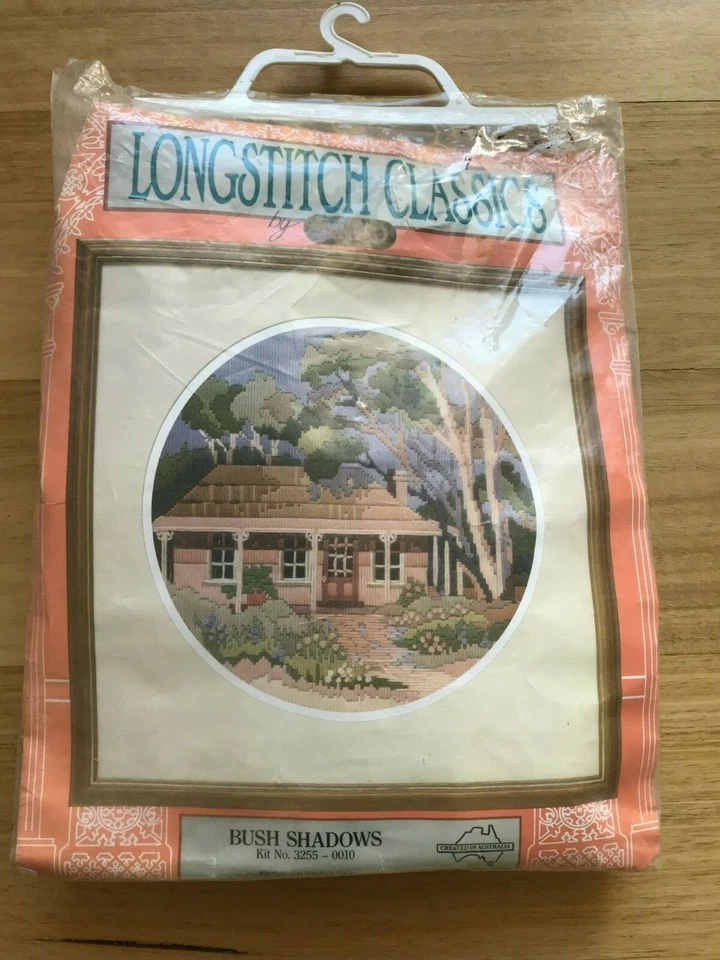 LONGSTITCH CLASSICS
by
BUSH SHADOWS
Kit No. 3255 - 0010
CREATED IN AUSTRALIA